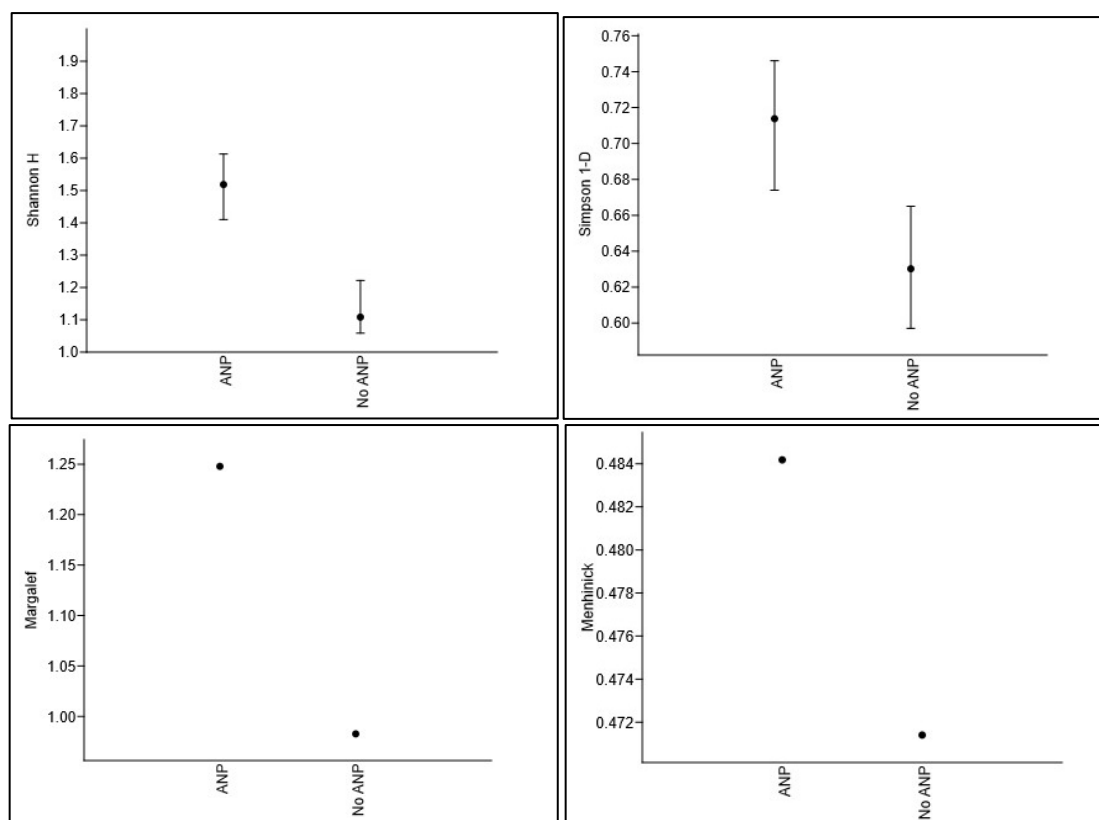 Shannon H
1.9
1.8
1.7
1.6
1.5
1.4
1.3
1.2
1.1
1.0
ANP
No ANP
Simpson 1-D
0.76
0.74
0.72
0.70
0.68
0.66
0.64
0.62
0.60
ANP
No ANP
Margalef
1.25
1.20
1.15
1.10
1.05
1.00
ANP
No ANP
Menhinick
0.484
0.482
0.480
0.478
0.476
0.474
0.472
ANP
No ANP